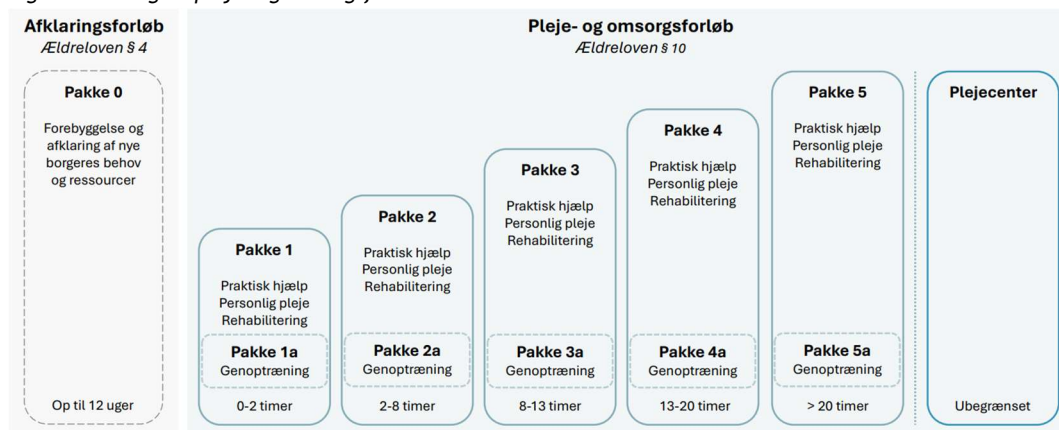 Afklaringsforløb
Ældreloven § 4
Pakke 0
Forebyggelse og
afklaring af nye
borgeres behov
og ressourcer
Op til 12 uger
Pleje- og omsorgsforløb
Ældreloven § 10
Pakke 1
Praktisk hjælp
Personlig pleje
Rehabilitering
Pakke 1a
Genoptræning
0-2 timer
Pakke 2
Praktisk hjælp
Personlig pleje
Rehabilitering
Pakke 2a
Genoptræning
2-8 timer
Pakke 3
Praktisk hjælp
Personlig pleje
Rehabilitering
Pakke 3a
Genoptræning
8-13 timer
Pakke 4
Praktisk hjælp
Personlig pleje
Rehabilitering
Pakke 4a
Genoptræning
13-20 timer
Pakke 5
Praktisk hjælp
Personlig pleje
Rehabilitering
Pakke 5a
Genoptræning
> 20 timer
Plejecenter
Ubegrænset